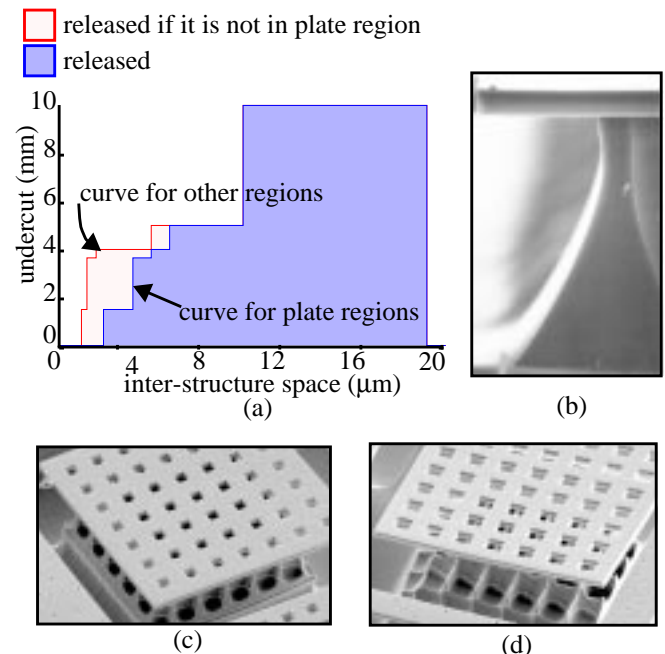 released if it is not in plate region
released
10
8
6
4
2
0
undercut (mm)
curve for other regions
curve for plate regions
0 4 8 12 16 20
inter-structure space (μm)
(a)
(b)
(c)
(d)